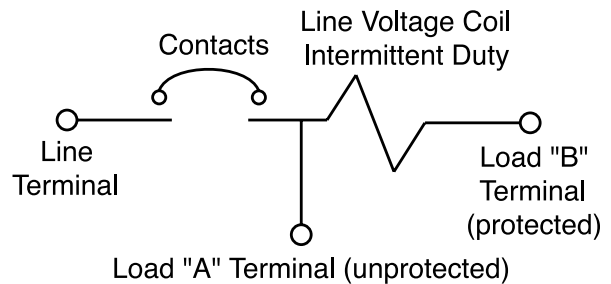 Line Voltage Coil
Intermittent Duty
Contacts
Line
Terminal
Load "B"
Terminal
(protected)
Load "A" Terminal (unprotected)